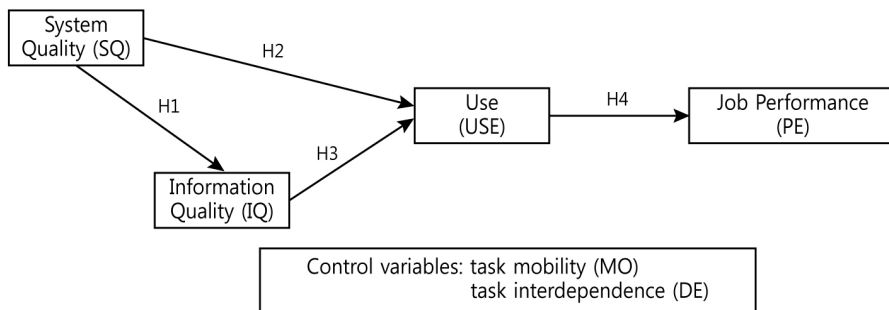 System
Quality (SQ)
H2
H1
Use
(USE)
H4
Job Performance
(PE)
H3
Information
Quality (IQ)
Control variables: task mobility (MO)
task interdependence (DE)